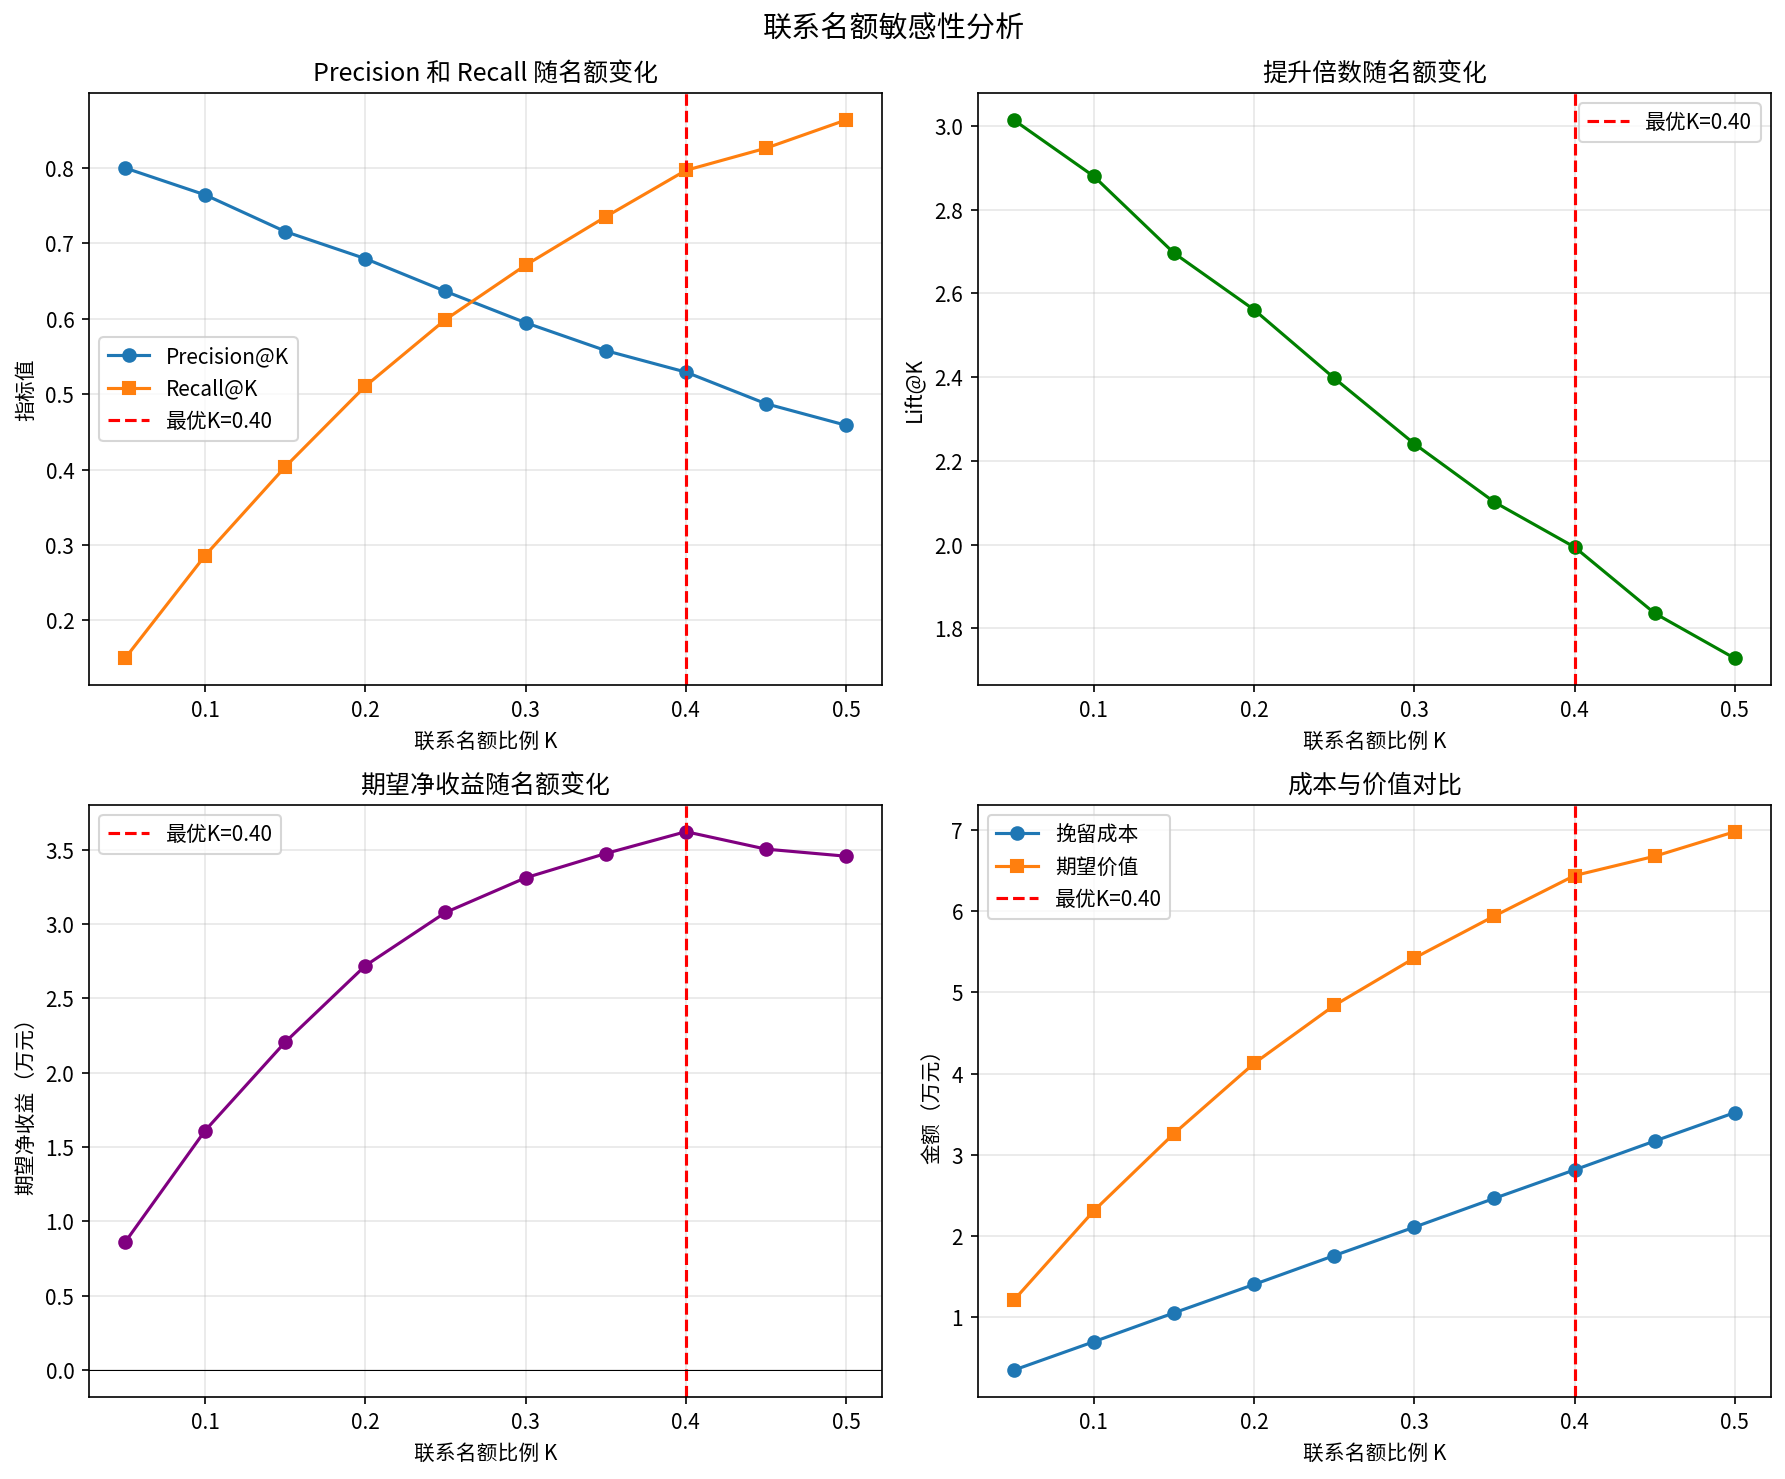 联系名额敏感性分析
Precision 和 Recall 随名额变化
指标值
0.8
0.7
0.6
0.5
0.4
0.3
0.2
Precision@K
Recall@K
最优K=0.40
0.1 0.2 0.3 0.4 0.5
联系名额比例 K
提升倍数随名额变化
Lift@K
3.0
2.8
2.6
2.4
2.2
2.0
1.8
最优K=0.40
0.1 0.2 0.3 0.4 0.5
联系名额比例 K
期望净收益随名额变化
期望净收益（万元）
3.5
3.0
2.5
2.0
1.5
1.0
0.5
0.0
最优K=0.40
0.1 0.2 0.3 0.4 0.5
联系名额比例 K
成本与价值对比
金额（万元）
7
6
5
4
3
2
1
挽留成本
期望价值
最优K=0.40
0.1 0.2 0.3 0.4 0.5
联系名额比例 K